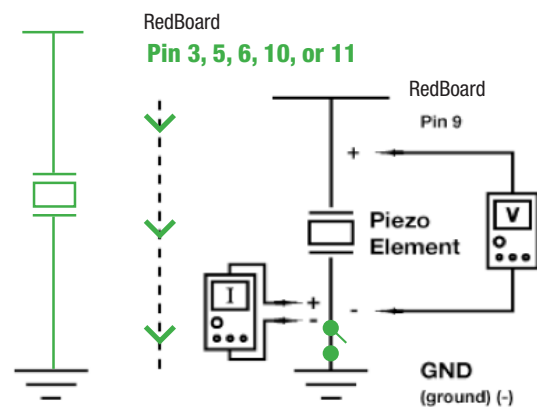 RedBoard
Pin 3, 5, 6, 10, or 11
RedBoard
Pin 9
+
V
Piezo
Element
I
+
-
-
GND
(ground) (-)